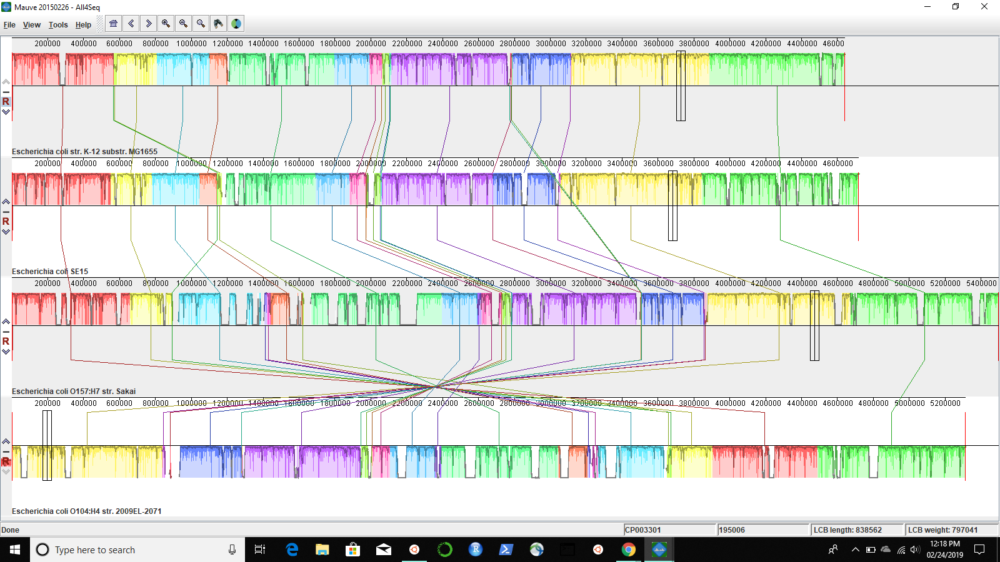 Mauve 20150226 - All4Seq
File View Tools Help
200000 400000 600000 800000 1000000 1200000 1400000 1600000 1800000 2000000 2200000 2400000 2600000 2800000 3000000 3200000 3400000 3600000 3800000 4000000 4200000 4400000 46000
R
Escherichia coli str. K-12 substr. MG1655
200000 400000 600000 800000 1000000 1200000 1400000 1600000 1800000 2000000 2200000 2400000 2600000 2800000 3000000 3200000 3400000 3600000 3800000 4000000 4200000 4400000 4600000
R
Escherichia coli SE15
200000 400000 600000 800000 1000000 1200000 1400000 1600000 1800000 2000000 2200000 2400000 2600000 2800000 3000000 3200000 3400000 3600000 3800000 4000000 4200000 4400000 4600000 4800000 5000000 5200000 5400000
R
Escherichia coli O157:H7 str. Sakai
200000 400000 600000 800000 1000000 1200000 1400000 1600000 1800000 2000000 2200000 2400000 2600000 2800000 3000000 3200000 3400000 3600000 3800000 4000000 4200000 4400000 4600000 4800000 5000000 5200000
R
Escherichia coli O104:H4 str. 2009EL-2071
Done CP003301 195006 LCB length: 838562 LCB weight: 797041
Type here to search
12:18 PM
02/24/2019